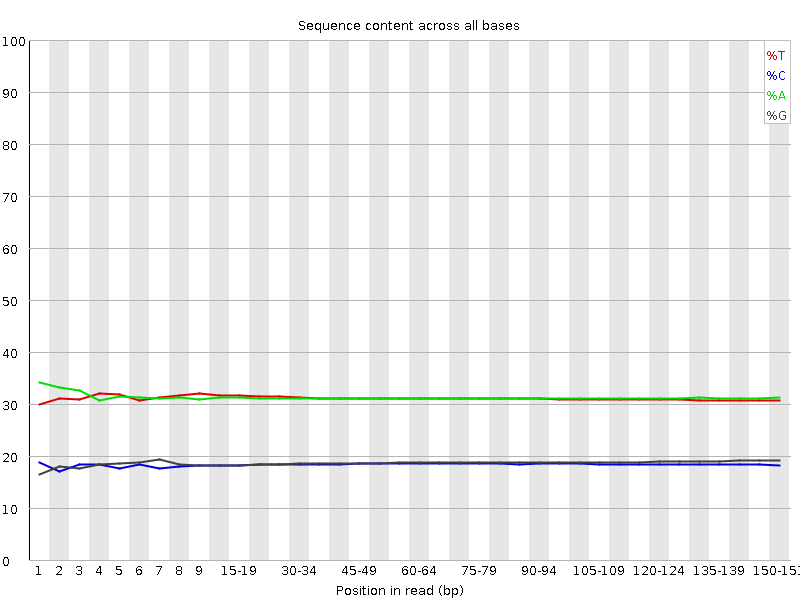 Sequence content across all bases
100
90
80
70
60
50
40
30
20
10
0
%T
%C
%A
%G
1 2 3 4 5 6 7 8 9 15-19 30-34 45-49 60-64 75-79 90-94 105-109 120-124 135-139 150-151
Position in read (bp)